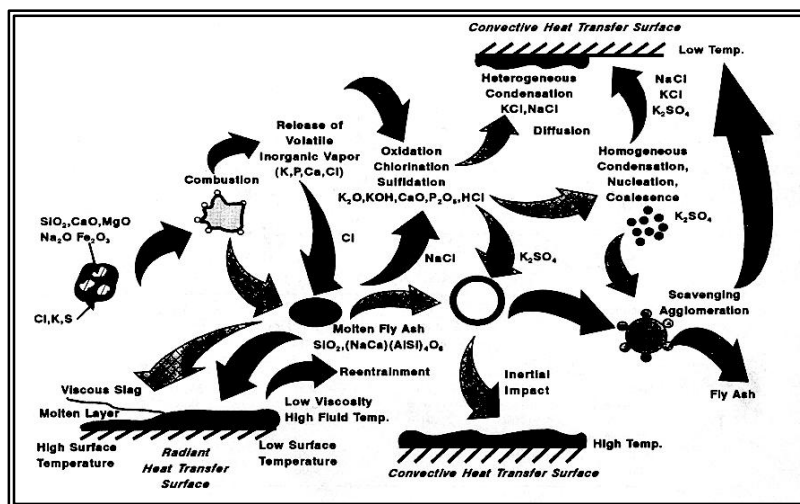 Convective Heat Transfer Surface
Low Temp.
Heterogeneous
Condensation
KCl,NaCl
NaCl
KCl
K₂SO₄
Diffusion
Release of
Volatile
Inorganic Vapor
(K,P,Ca,Cl)
Oxidation
Chlorination
Sulfidation
K₂O,KOH,CaO,P₂O₅,HCl
Homogeneous
Condensation,
Nucleation,
Coalesence
K₂SO₄
Combustion
SiO₂,CaO,MgO
Na₂O Fe₂O₃
Cl,K,S
Cl
NaCl
K₂SO₄
Scavenging
Agglomeration
Molten Fly Ash
SiO₂,(NaCa)(AlSi)₄O₈
Reentrainment
Inertial
Impact
Fly Ash
Viscous Slag
Molten Layer
Low Viscosity
High Fluid Temp.
High Surface
Temperature
Radiant
Heat Transfer
Surface
Low Surface
Temperature
High Temp.
Convective Heat Transfer Surface